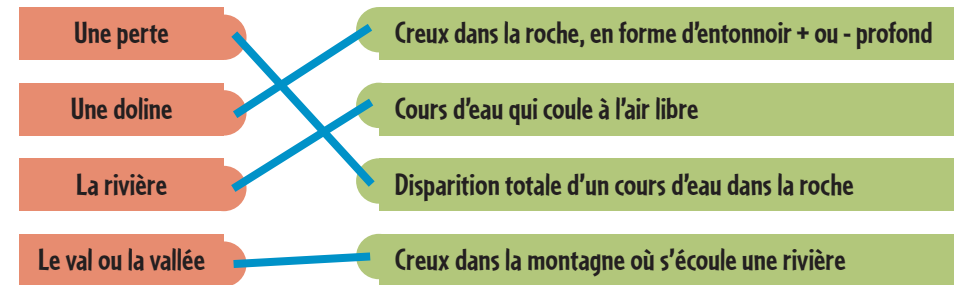 Une perte
Creux dans la roche, en forme d'entonnoir + ou - profond
Une doline
Cours d'eau qui coule à l'air libre
La rivière
Disparition totale d'un cours d'eau dans la roche
Le val ou la vallée
Creux dans la montagne où s'écoule une rivière